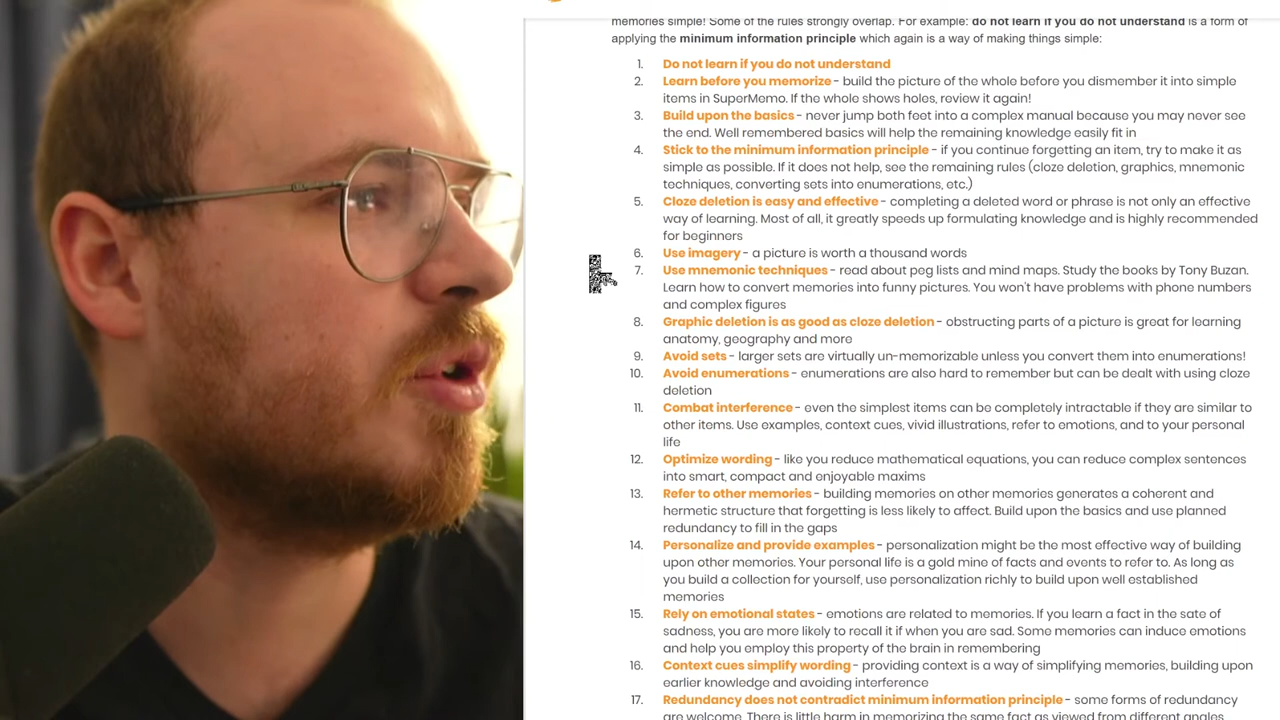 memories simple! Some of the rules strongly overlap. For example: do not learn if you do not understand is a form of
applying the minimum information principle which again is a way of making things simple:
1. Do not learn if you do not understand
2. Learn before you memorize - build the picture of the whole before you dismember it into simple
items in SuperMemo. If the whole shows holes, review it again!
3. Build upon the basics - never jump both feet into a complex manual because you may never see
the end. Well remembered basics will help the remaining knowledge easily fit in
4. Stick to the minimum information principle - if you continue forgetting an item, try to make it as
simple as possible. If it does not help, see the remaining rules (cloze deletion, graphics, mnemonic
techniques, converting sets into enumerations, etc.)
5. Cloze deletion is easy and effective - completing a deleted word or phrase is not only an effective
way of learning. Most of all, it greatly speeds up formulating knowledge and is highly recommended
for beginners
6. Use imagery - a picture is worth a thousand words
7. Use mnemonic techniques - read about peg lists and mind maps. Study the books by Tony Buzan.
Learn how to convert memories into funny pictures. You won't have problems with phone numbers
and complex figures
8. Graphic deletion is as good as cloze deletion - obstructing parts of a picture is great for learning
anatomy, geography and more
9. Avoid sets - larger sets are virtually un-memorizable unless you convert them into enumerations!
10. Avoid enumerations - enumerations are also hard to remember but can be dealt with using cloze
deletion
11. Combat interference - even the simplest items can be completely intractable if they are similar to
other items. Use examples, context cues, vivid illustrations, refer to emotions, and to your personal
life
12. Optimize wording - like you reduce mathematical equations, you can reduce complex sentences
into smart, compact and enjoyable maxims
13. Refer to other memories - building memories on other memories generates a coherent and
hermetic structure that forgetting is less likely to affect. Build upon the basics and use planned
redundancy to fill in the gaps
14. Personalize and provide examples - personalization might be the most effective way of building
upon other memories. Your personal life is a gold mine of facts and events to refer to. As long as
you build a collection for yourself, use personalization richly to build upon well established
memories
15. Rely on emotional states - emotions are related to memories. If you learn a fact in the sate of
sadness, you are more likely to recall it if when you are sad. Some memories can induce emotions
and help you employ this property of the brain in remembering
16. Context cues simplify wording - providing context is a way of simplifying memories, building upon
earlier knowledge and avoiding interference
17. Redundancy does not contradict minimum information principle - some forms of redundancy
are welcome. There is little harm in memorizing the same fact as viewed from different angles